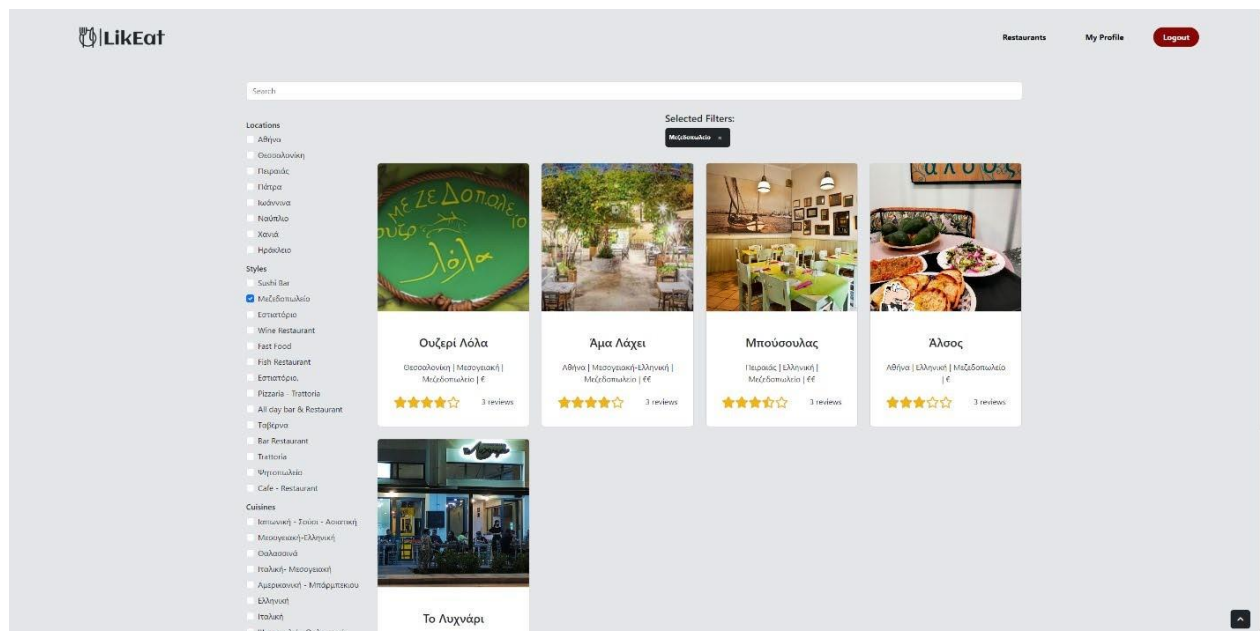 LikEat
Restaurants
My Profile
Logout
Search
Selected Filters:
Μεζεδοπωλείο ×
Locations
Αθήνα
Θεσσαλονίκη
Πειραιάς
Πάτρα
Ιωάννινα
Ναύπλιο
Χανιά
Ηράκλειο
Styles
Sushi Bar
Μεζεδοπωλείο
Εστιατόριο
Wine Restaurant
Fast Food
Fish Restaurant
Εστιατόριο,
Pizzaria - Trattoria
All day bar & Restaurant
Ταβέρνα
Bar Restaurant
Trattoria
Ψητοπωλείο
Cafe - Restaurant
Cuisines
Ιαπωνική - Σούσι - Ασιατική
Μεσογειακή-Ελληνική
Θαλασσινά
Ιταλική- Μεσογειακή
Αμερικανική - Μπάρμπεκιου
Ελληνική
Ιταλική
ΜΕΖΕΔοπωλείο
ουζερί
λόλα
Ουζερί Λόλα
Θεσσαλονίκη | Μεσογειακή |
Μεζεδοπωλείο | €
3 reviews
Άμα Λάχει
Αθήνα | Μεσογειακή-Ελληνική |
Μεζεδοπωλείο | €€
3 reviews
Μπούσουλας
Πειραιάς | Ελληνική |
Μεζεδοπωλείο | €€
3 reviews
άλσος
Άλσος
Αθήνα | Ελληνική | Μεζεδοπωλείο
| €
3 reviews
Το Λυχνάρι